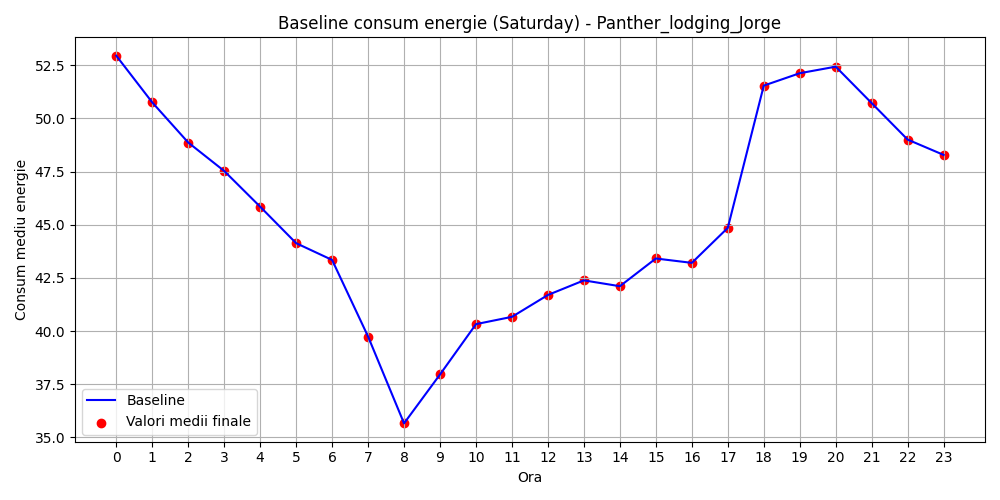 Baseline consum energie (Saturday) - Panther_lodging_Jorge
Consum mediu energie
52.5
50.0
47.5
45.0
42.5
40.0
37.5
35.0
Baseline
Valori medii finale
0 1 2 3 4 5 6 7 8 9 10 11 12 13 14 15 16 17 18 19 20 21 22 23
Ora